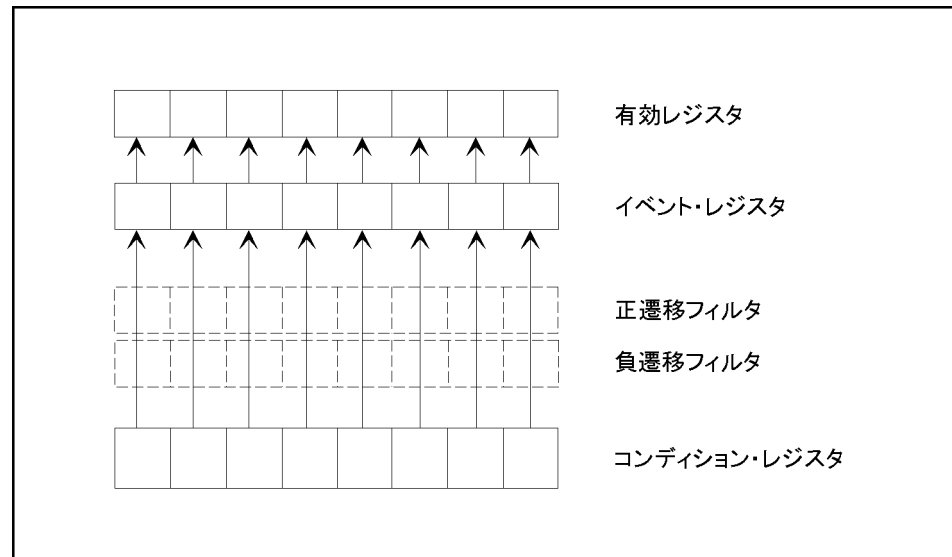 有効レジスタ
イベント・レジスタ
正遷移フィルタ
負遷移フィルタ
コンディション・レジスタ